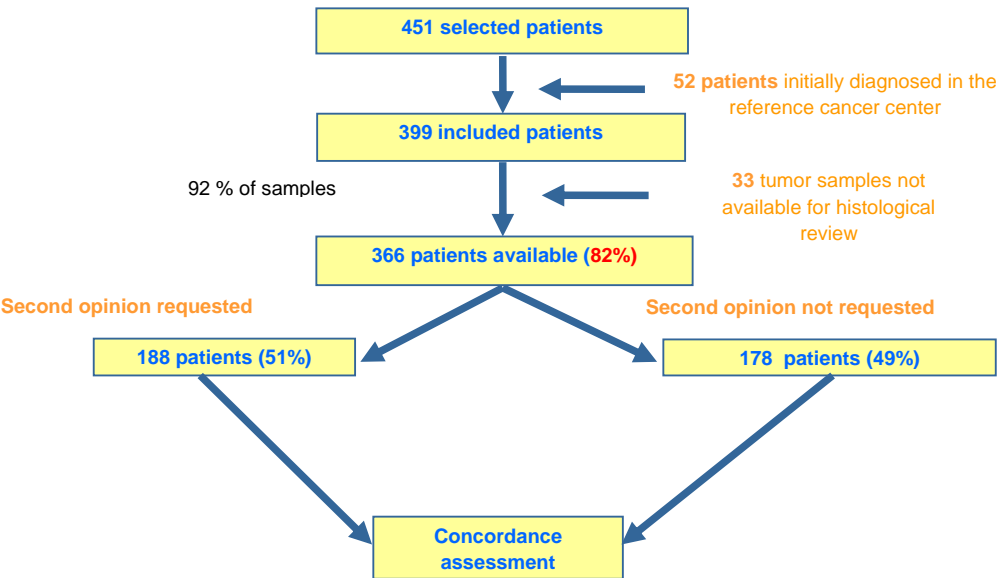 451 selected patients
52 patients initially diagnosed in the
reference cancer center
399 included patients
92 % of samples
33 tumor samples not
available for histological
review
366 patients available (82%)
Second opinion requested
Second opinion not requested
188 patients (51%)
178 patients (49%)
Concordance
assessment